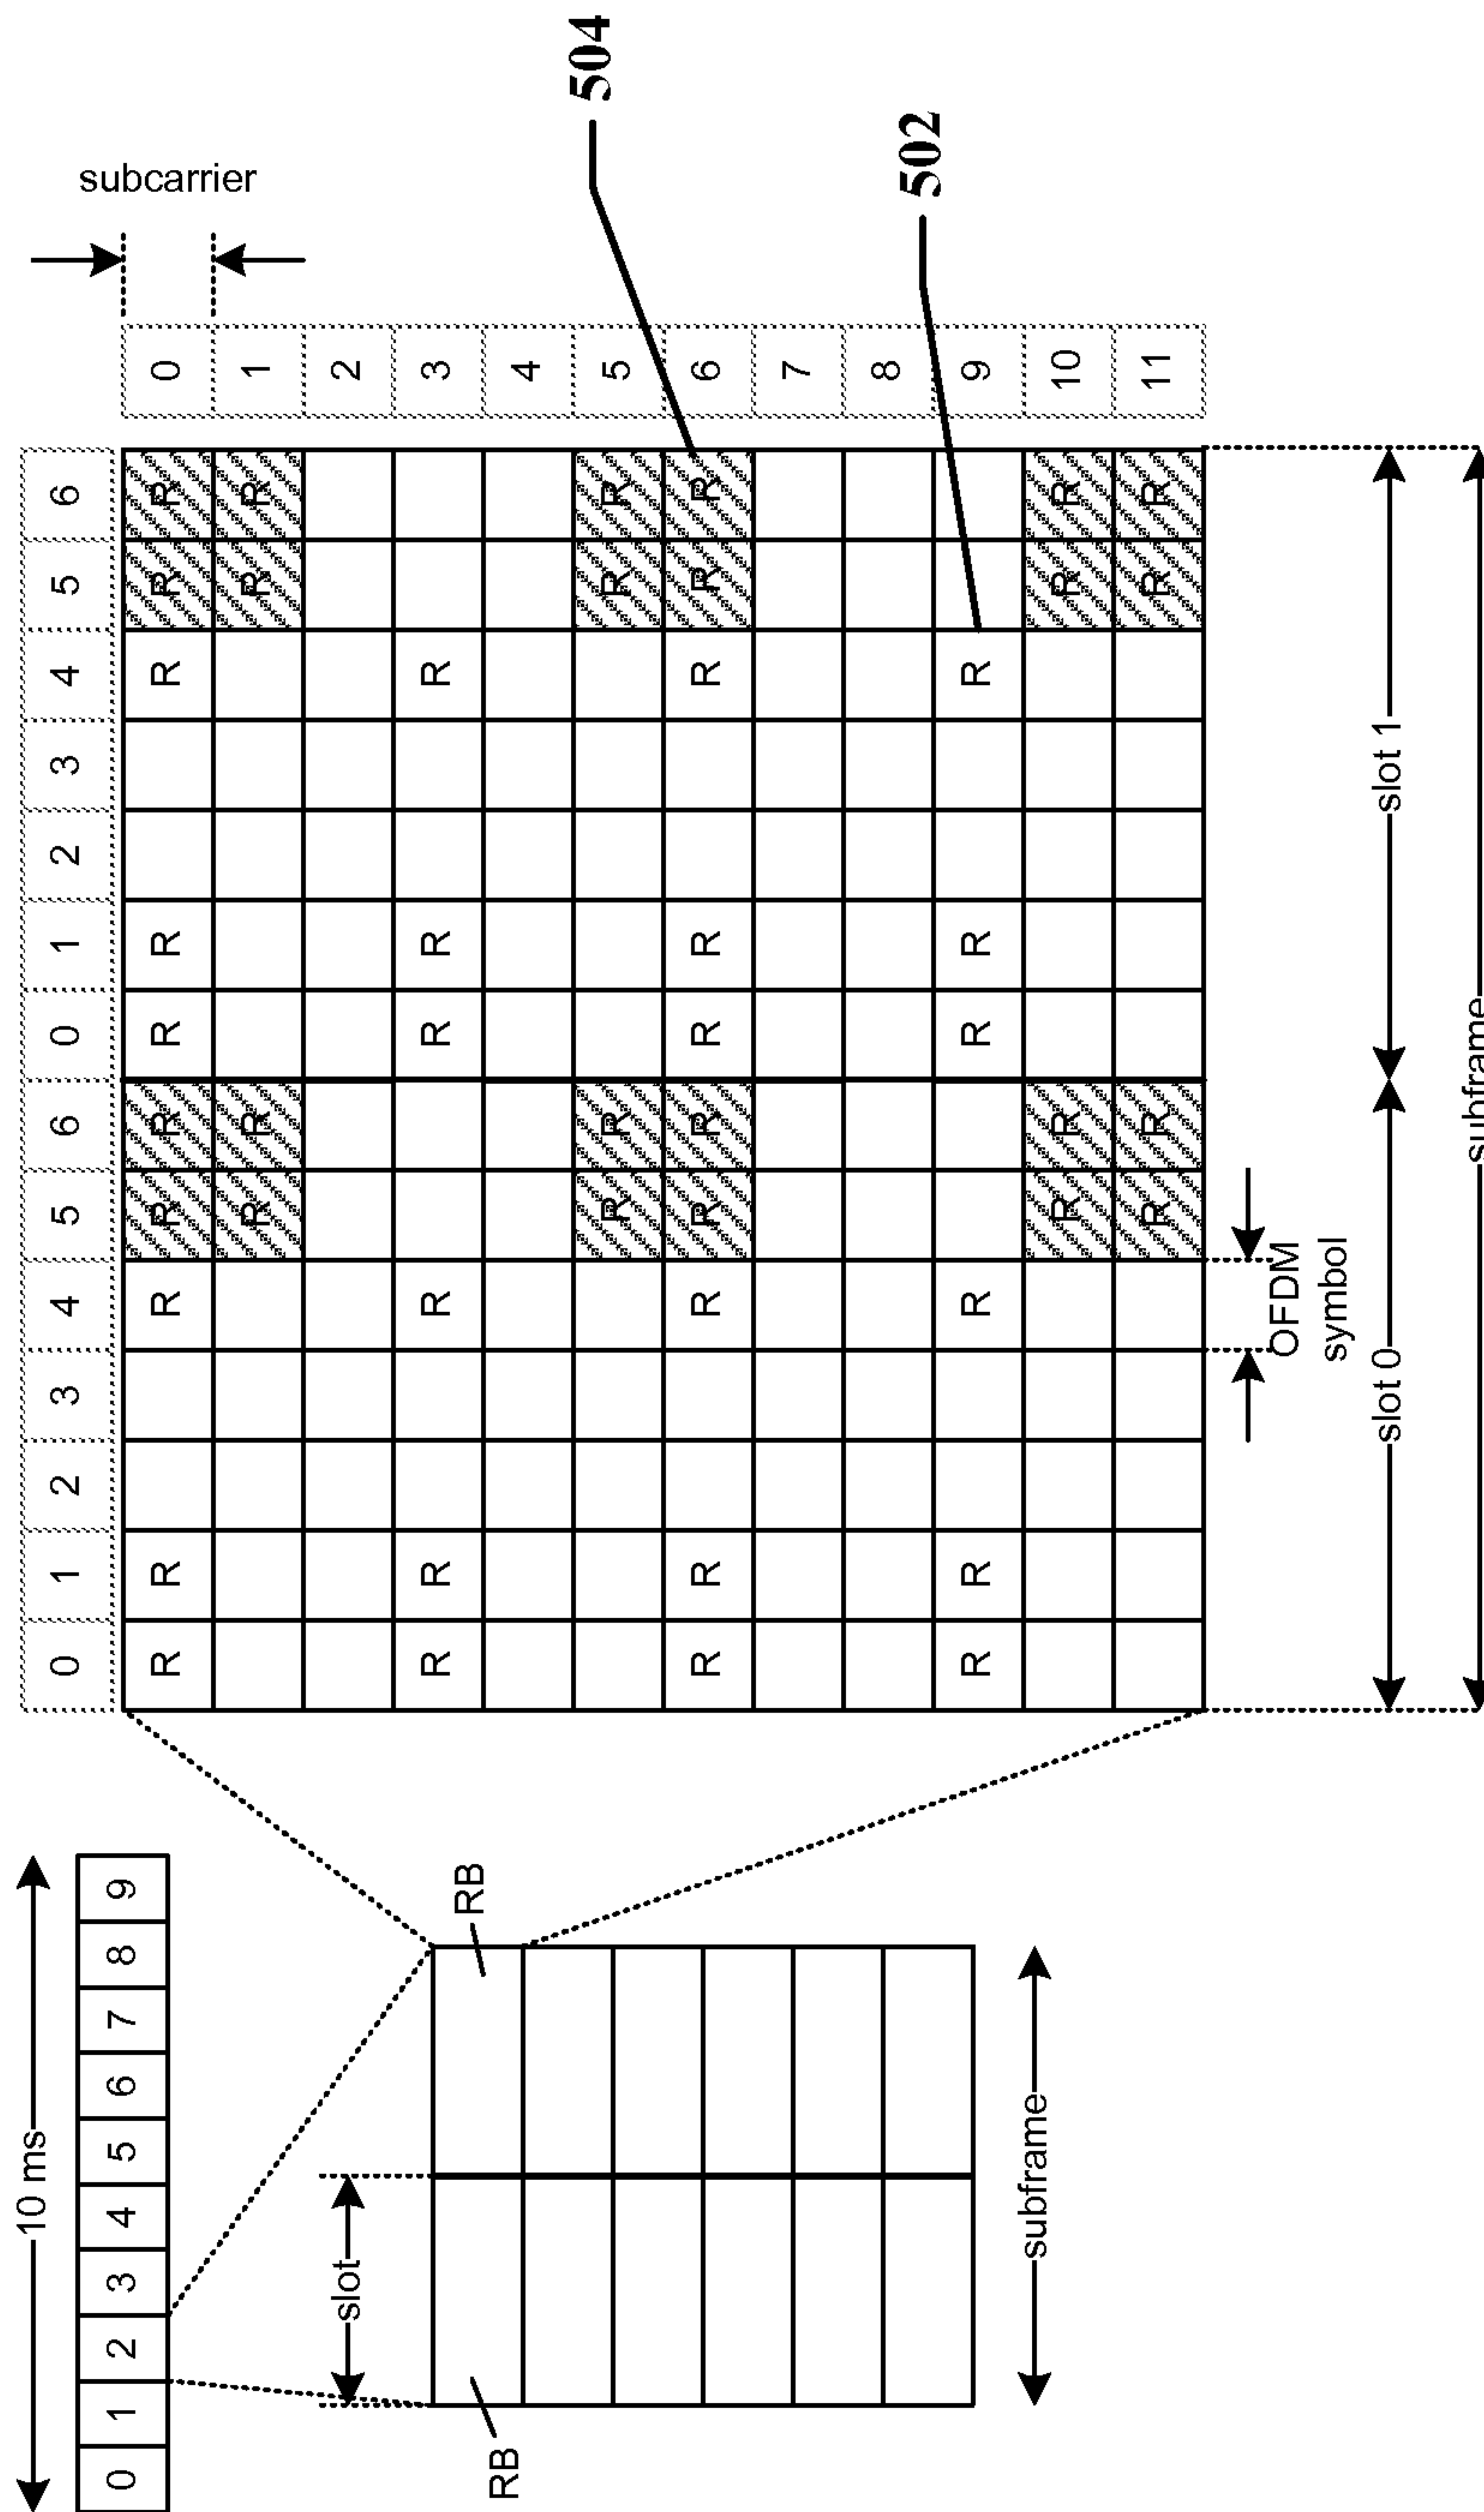 10 ms
0 1 2 3 4 5 6 7 8 9
slot
RB
RB
subframe
0 1 2 3 4 5 6 0 1 2 3 4 5 6
subcarrier
R R R R R R R R R R 0
R R R R 1
2
R R R R R R 3
4
R R R R 5
R R R R R R R R R R 6
7
8
R R R R R R 9
R R R R 10
R R R R 11
504
502
OFDM
symbol
slot 0
slot 1
subframe